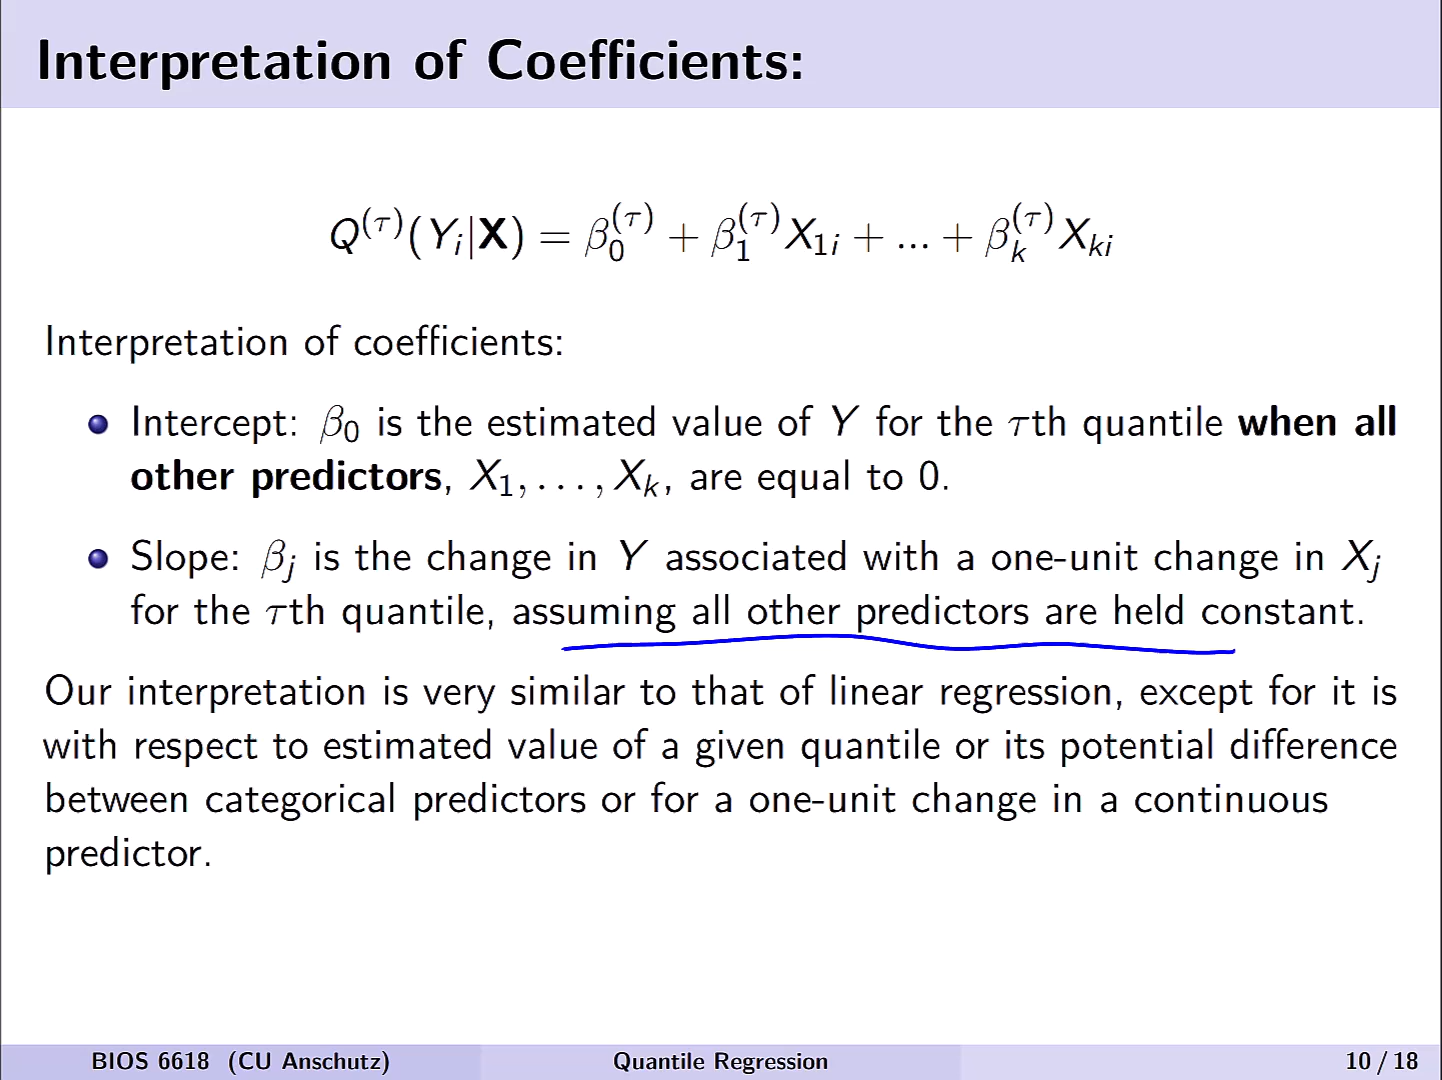 Interpretation of Coefficients:
Q^{(τ)}(Y_i|X) = β_0^{(τ)} + β_1^{(τ)}X_{1i} + ... + β_k^{(τ)}X_{ki}
Interpretation of coefficients:
Intercept: β_0 is the estimated value of Y for the τth quantile when all
other predictors, X_1, . . . , X_k, are equal to 0.
Slope: β_j is the change in Y associated with a one-unit change in X_j
for the τth quantile, assuming all other predictors are held constant.
Our interpretation is very similar to that of linear regression, except for it is
with respect to estimated value of a given quantile or its potential difference
between categorical predictors or for a one-unit change in a continuous
predictor.
BIOS 6618 (CU Anschutz) Quantile Regression 10 / 18